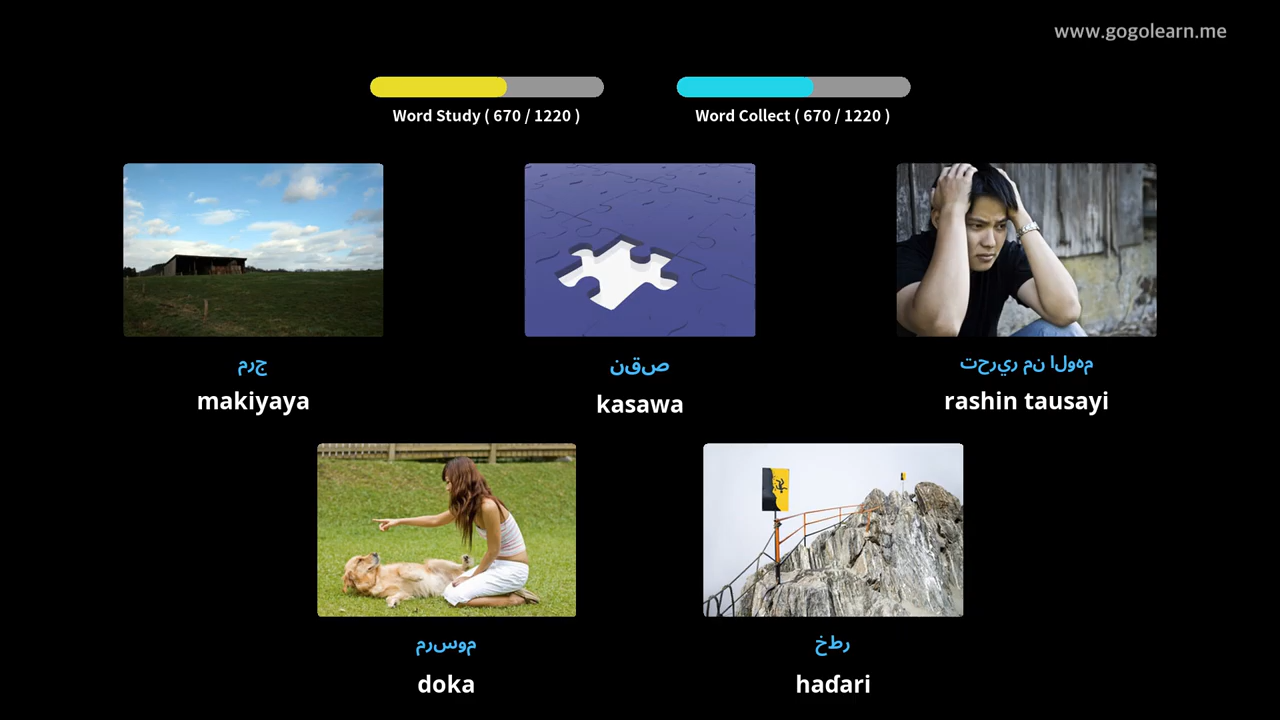 www.gogolearn.me
Word Study ( 670 / 1220 )
Word Collect ( 670 / 1220 )
مرج
makiyaya
نقص
kasawa
تحرير من الوهم
rashin tausayi
مرسوم
doka
خطر
haɗari